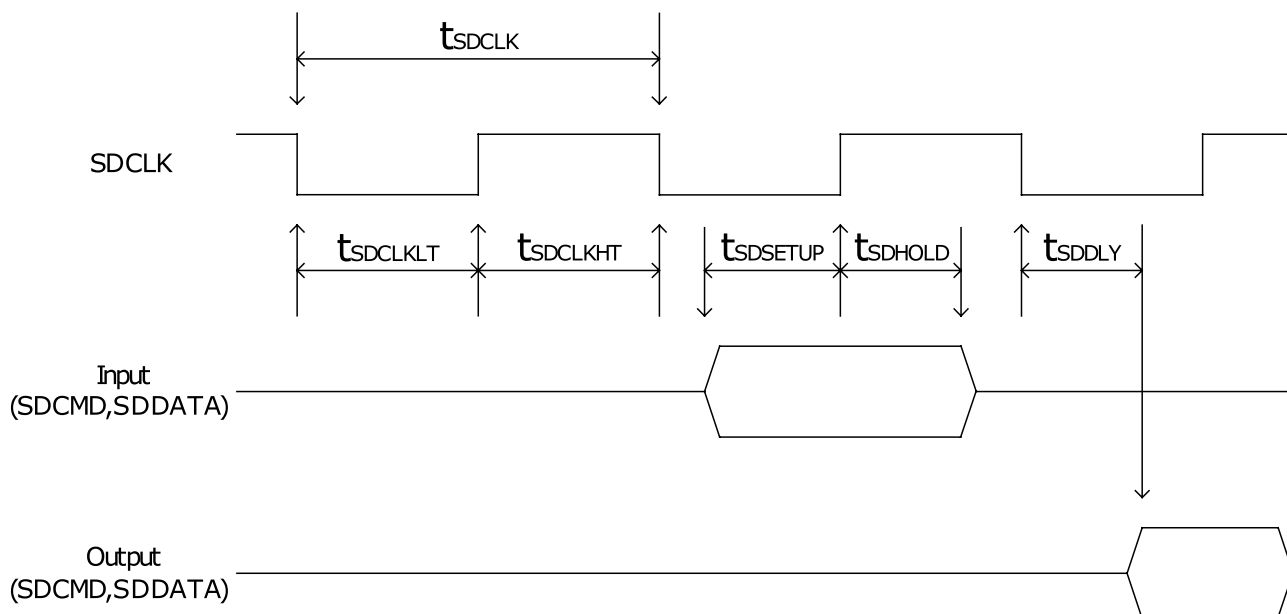 tSDCLK
SDCLK
tSDCLKLT
tSDCLKHT
tSDSETUP
tSDHOLD
tSDDLY
Input
(SDCMD,SDDATA)
Output
(SDCMD,SDDATA)